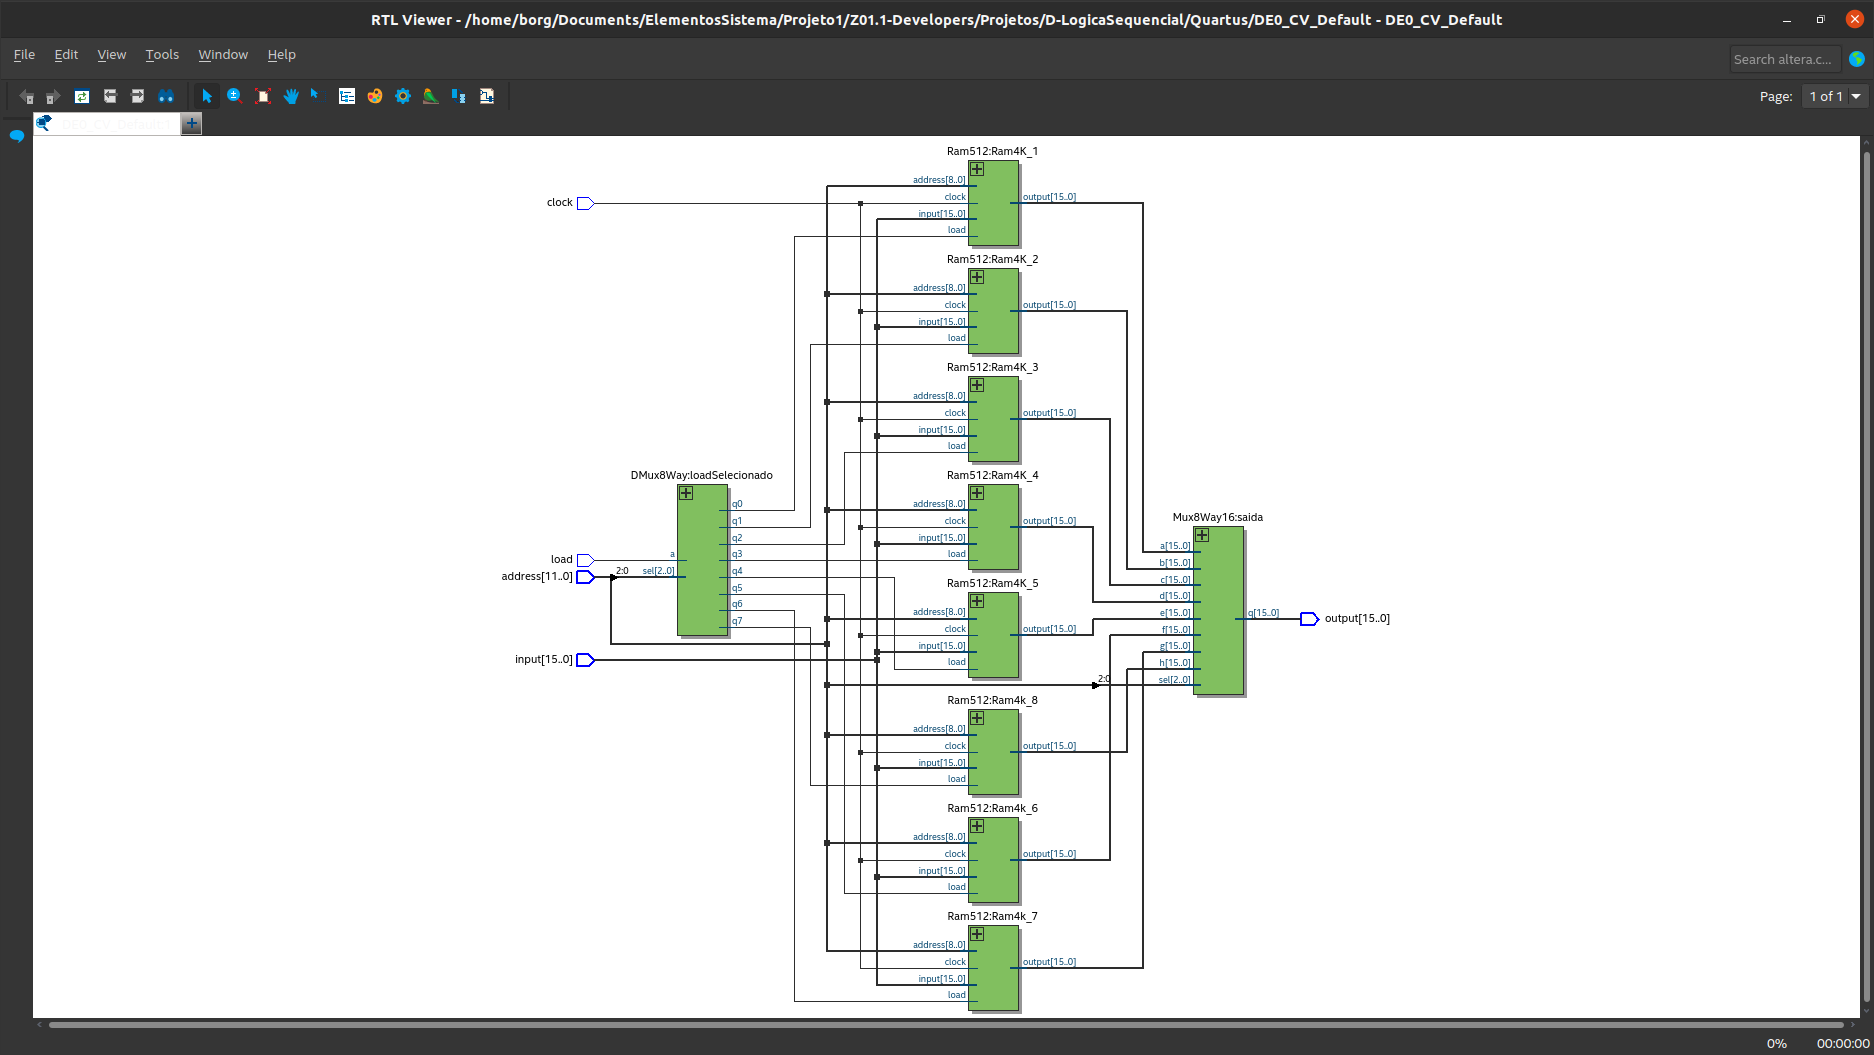 RTL Viewer - /home/borg/Documents/ElementosSistema/Projeto1/Z01.1-Developers/Projetos/D-LogicaSequencial/Quartus/DE0_CV_Default - DE0_CV_Default
File Edit View Tools Window Help
Search altera.c...
Page: 1 of 1
DE0_CV_Default:1
Ram512:Ram4K_1
address[8..0]
clock
input[15..0]
load
output[15..0]
clock
Ram512:Ram4K_2
address[8..0]
clock
input[15..0]
load
output[15..0]
Ram512:Ram4K_3
address[8..0]
clock
input[15..0]
load
output[15..0]
Ram512:Ram4K_4
address[8..0]
clock
input[15..0]
load
output[15..0]
DMux8Way:loadSelecionado
q0
q1
q2
q3
q4
q5
q6
q7
a
sel[2..0]
2:0
load
address[11..0]
input[15..0]
Ram512:Ram4K_5
address[8..0]
clock
input[15..0]
load
output[15..0]
Mux8Way16:saida
a[15..0]
b[15..0]
c[15..0]
d[15..0]
e[15..0]
f[15..0]
g[15..0]
h[15..0]
sel[2..0]
2:0
q[15..0]
output[15..0]
Ram512:Ram4k_8
address[8..0]
clock
input[15..0]
load
output[15..0]
Ram512:Ram4k_6
address[8..0]
clock
input[15..0]
load
output[15..0]
Ram512:Ram4k_7
address[8..0]
clock
input[15..0]
load
output[15..0]
0% 00:00:00